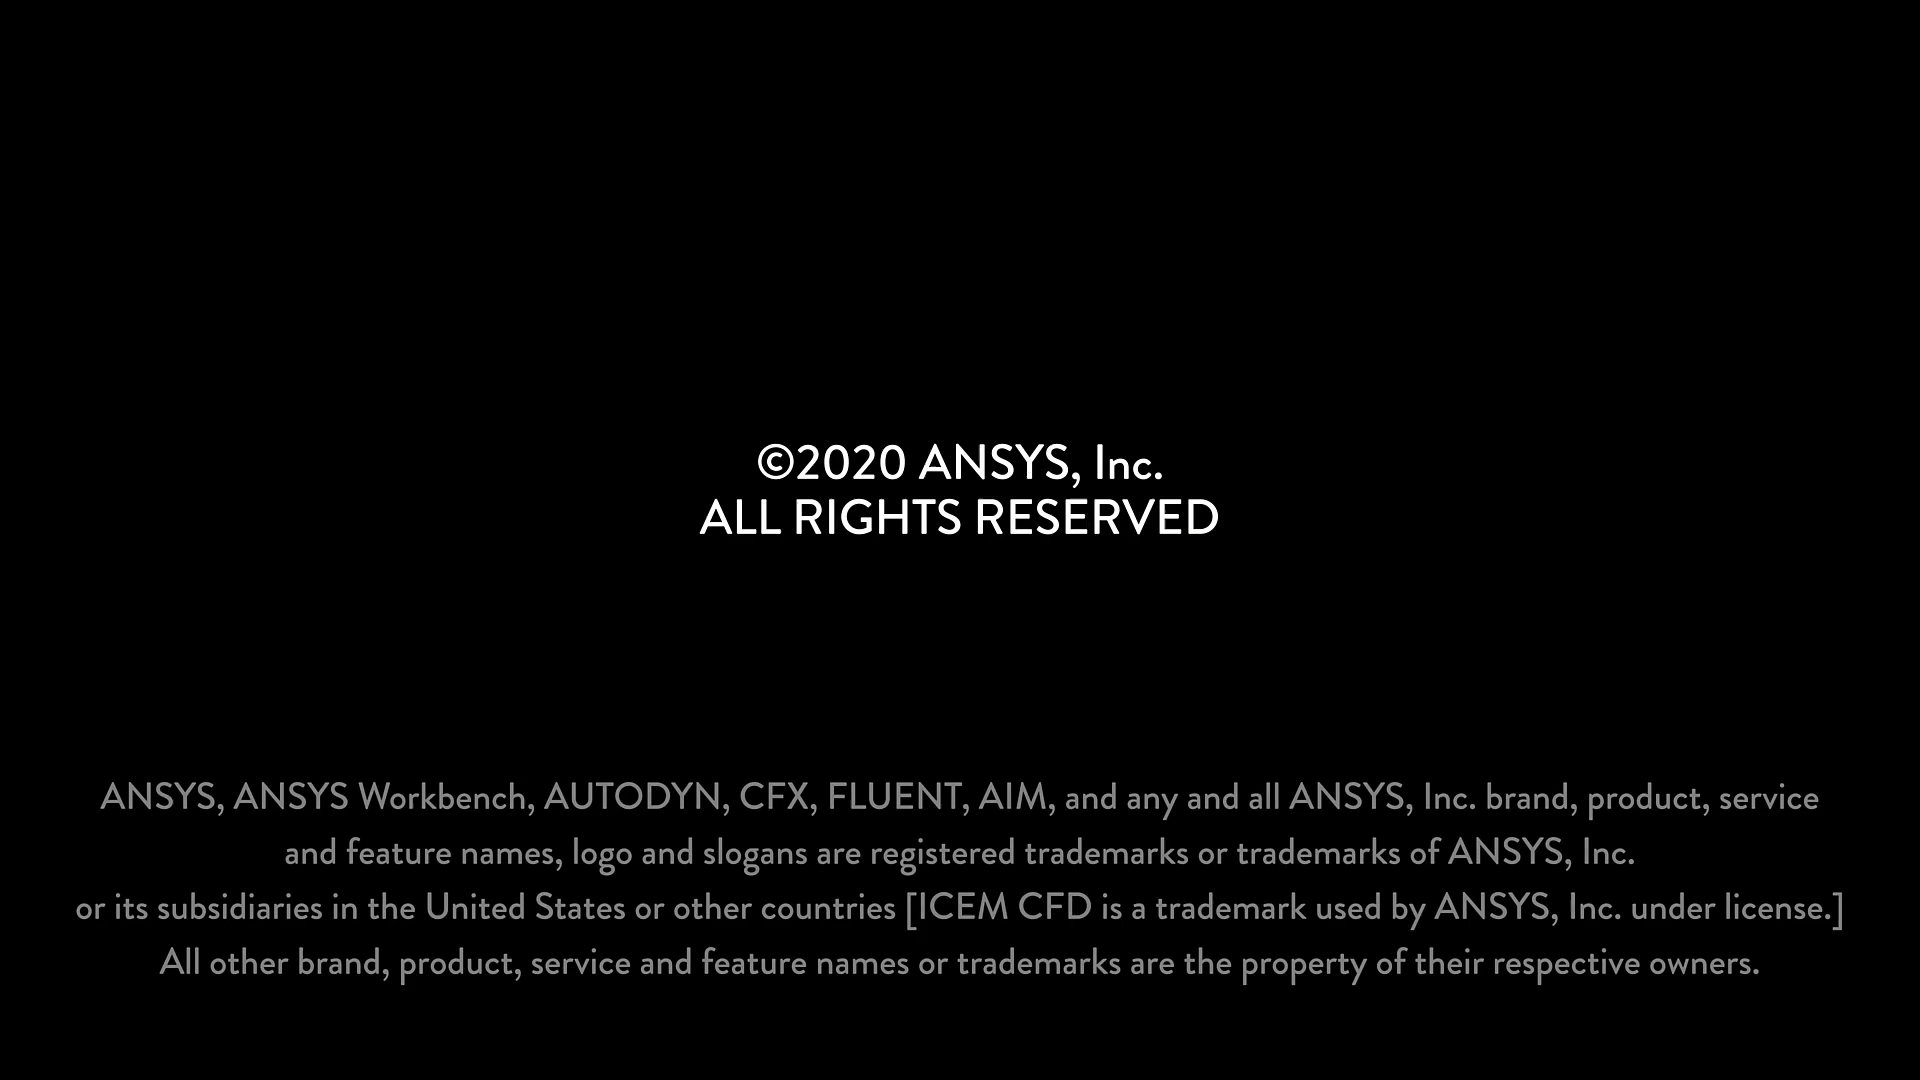 ©2020 ANSYS, Inc.
ALL RIGHTS RESERVED
ANSYS, ANSYS Workbench, AUTODYN, CFX, FLUENT, AIM, and any and all ANSYS, Inc. brand, product, service
and feature names, logo and slogans are registered trademarks or trademarks of ANSYS, Inc.
or its subsidiaries in the United States or other countries [ICEM CFD is a trademark used by ANSYS, Inc. under license.]
All other brand, product, service and feature names or trademarks are the property of their respective owners.